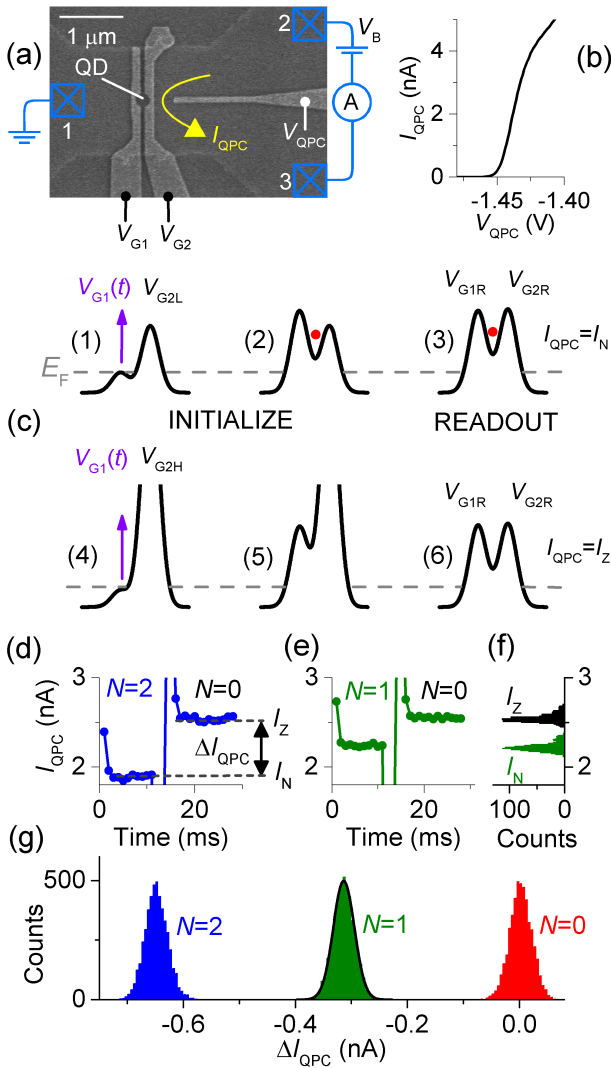 (a)
1 μm
QD
1
2
3
V_B
A
I_QPC
V_QPC
V_G1
V_G2
(b)
I_QPC (nA)
4
2
0
-1.45
-1.40
V_QPC (V)
V_G1(t)
V_G2L
(1)
(2)
V_G1R
V_G2R
(3)
I_QPC=I_N
E_F
INITIALIZE
READOUT
(c)
V_G1(t)
V_G2H
(4)
(5)
V_G1R
V_G2R
(6)
I_QPC=I_Z
(d)
I_QPC (nA)
3
2
N=2
N=0
I_Z
ΔI_QPC
I_N
0
20
Time (ms)
(e)
3
2
N=1
N=0
0
20
Time (ms)
(f)
3
2
I_Z
I_N
100
0
Counts
(g)
Counts
500
0
N=2
N=1
N=0
-0.6
-0.4
-0.2
0.0
ΔI_QPC (nA)